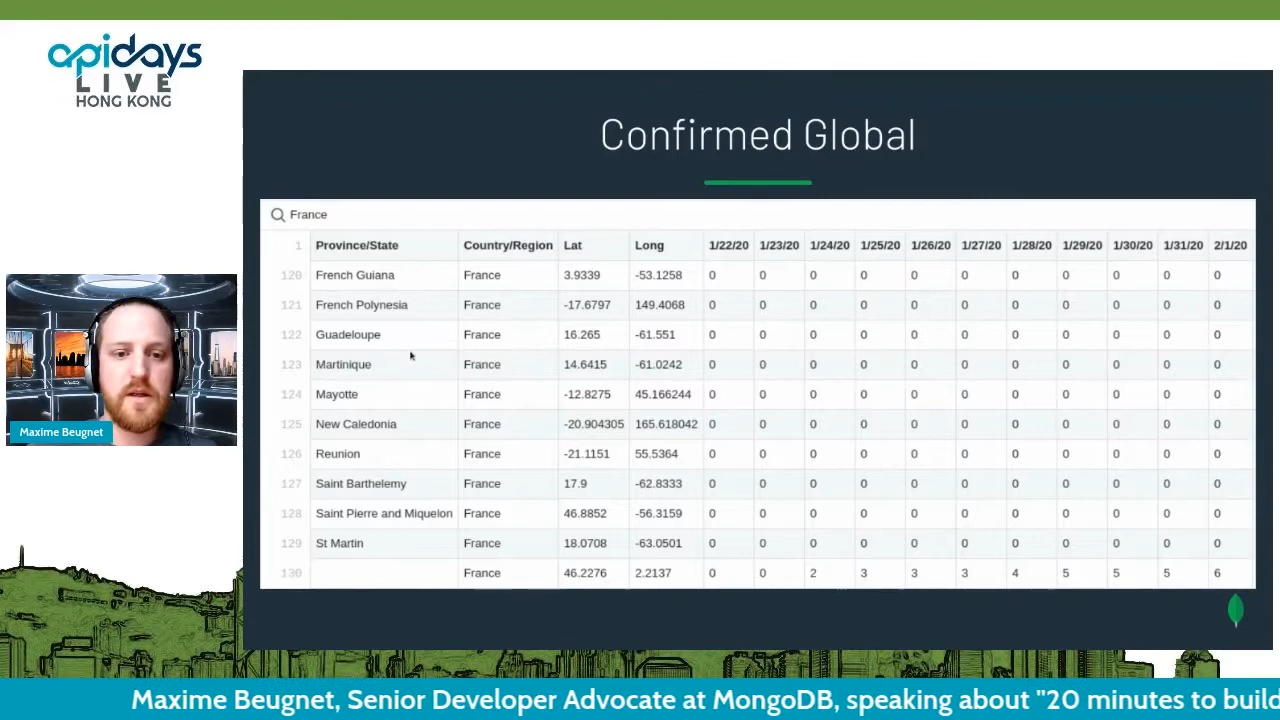 apidays
LIVE
HONG KONG
Confirmed Global
France
1 Province/State Country/Region Lat Long 1/22/20 1/23/20 1/24/20 1/25/20 1/26/20 1/27/20 1/28/20 1/29/20 1/30/20 1/31/20 2/1/20
120 French Guiana France 3.9339 -53.1258 0 0 0 0 0 0 0 0 0 0 0
121 French Polynesia France -17.6797 149.4068 0 0 0 0 0 0 0 0 0 0 0
122 Guadeloupe France 16.265 -61.551 0 0 0 0 0 0 0 0 0 0 0
123 Martinique France 14.6415 -61.0242 0 0 0 0 0 0 0 0 0 0 0
124 Mayotte France -12.8275 45.166244 0 0 0 0 0 0 0 0 0 0 0
125 New Caledonia France -20.904305 165.618042 0 0 0 0 0 0 0 0 0 0 0
126 Reunion France -21.1151 55.5364 0 0 0 0 0 0 0 0 0 0 0
127 Saint Barthelemy France 17.9 -62.8333 0 0 0 0 0 0 0 0 0 0 0
128 Saint Pierre and Miquelon France 46.8852 -56.3159 0 0 0 0 0 0 0 0 0 0 0
129 St Martin France 18.0708 -63.0501 0 0 0 0 0 0 0 0 0 0 0
130 France 46.2276 2.2137 0 0 2 3 3 3 4 5 5 5 6
Maxime Beugnet
Maxime Beugnet, Senior Developer Advocate at MongoDB, speaking about "20 minutes to build